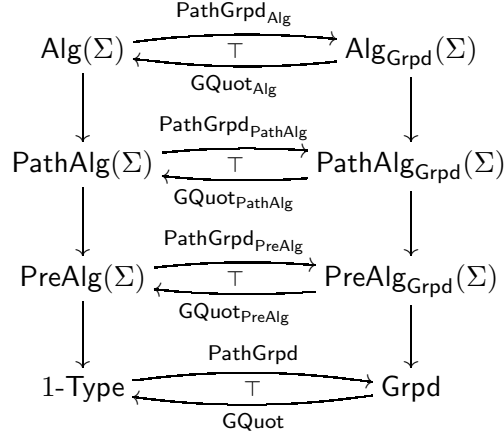 PathGrpd_Alg
Alg(Σ) ⊤ Alg_Grpd(Σ)
GQuot_Alg
PathGrpd_PathAlg
PathAlg(Σ) ⊤ PathAlg_Grpd(Σ)
GQuot_PathAlg
PathGrpd_PreAlg
PreAlg(Σ) ⊤ PreAlg_Grpd(Σ)
GQuot_PreAlg
PathGrpd
1-Type ⊤ Grpd
GQuot